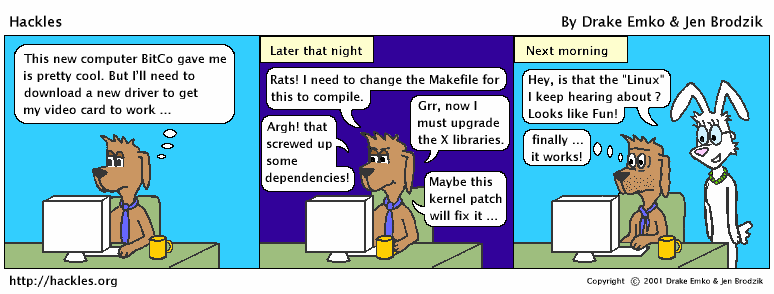 Hackles
By Drake Emko & Jen Brodzik
This new computer BitCo gave me
is pretty cool. But I'll need to
download a new driver to get
my video card to work ...
Later that night
Rats! I need to change the Makefile for
this to compile.
Grr, now I
must upgrade
the X libraries.
Argh! that
screwed up
some
dependencies!
Maybe this
kernel patch
will fix it ...
Next morning
Hey, is that the "Linux"
I keep hearing about ?
Looks like Fun!
finally ...
it works!
http://hackles.org
Copyright © 2001 Drake Emko & Jen Brodzik